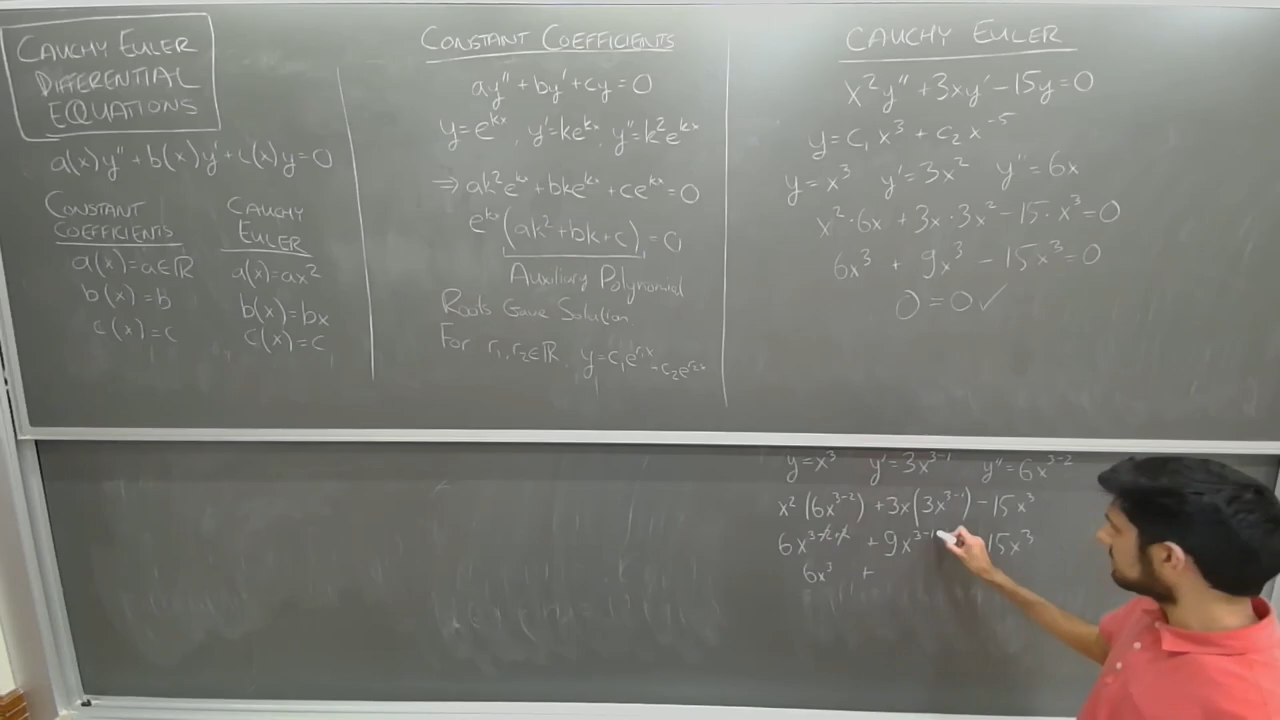 CAUCHY EULER
DIFFERENTIAL
EQUATIONS
a(x)y'' + b(x)y' + c(x)y = 0
CONSTANT
COEFFICIENTS
a(x) = a ∈ ℝ
b(x) = b
c(x) = c
CAUCHY
EULER
a(x) = ax²
b(x) = bx
c(x) = c
CONSTANT COEFFICIENTS
ay'' + by' + cy = 0
y = e^{kx}, y' = ke^{kx}, y'' = k²e^{kx}
⇒ ak²e^{kx} + bke^{kx} + ce^{kx} = 0
e^{kx}(ak² + bk + c) = 0
Auxiliary Polynomial
Roots Gave Solution.
For r₁, r₂ ∈ ℝ, y = c₁e^{r₁x}
+ c₂e^{r₂x}
CAUCHY EULER
x²y'' + 3xy' - 15y = 0
y = c₁x³ + c₂x^{-5}
y = x³ y' = 3x² y'' = 6x
x²·6x + 3x·3x² - 15·x³ = 0
6x³ + 9x³ - 15x³ = 0
0 = 0 ✓
y = x³ y' = 3x^{3-1} y'' = 6x^{3-2}
x²(6x^{3-2}) + 3x(3x^{3-1}) - 15x³
6x^{3-2+2} + 9x^{3-1} 15x³
6x³ +